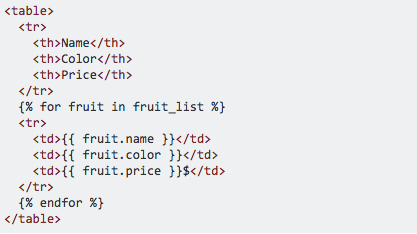 <table>
  <tr>
    <th>Name</th>
    <th>Color</th>
    <th>Price</th>
  </tr>
  {% for fruit in fruit_list %}
  <tr>
    <td>{{ fruit.name }}</td>
    <td>{{ fruit.color }}</td>
    <td>{{ fruit.price }}$</td>
  </tr>
  {% endfor %}
</table>